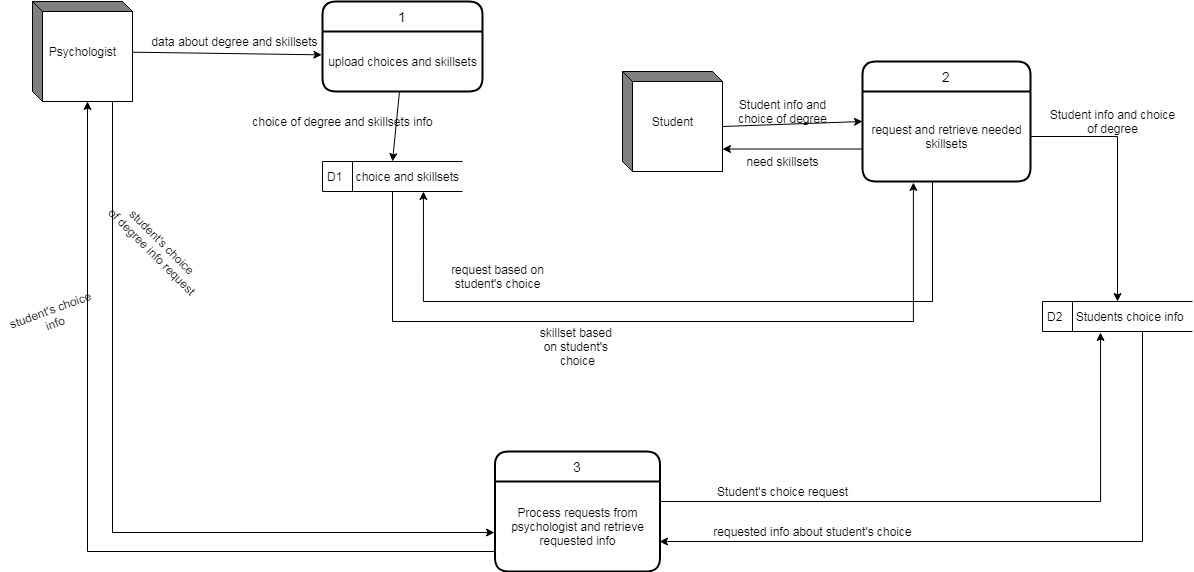 1
Psychologist
data about degree and skillsets
upload choices and skillsets
2
Student info and
choice of degree
Student
request and retrieve needed
skillsets
need skillsets
Student info and choice
of degree
choice of degree and skillsets info
D1
choice and skillsets
student's choice
of degree info request
request based on
student's choice
student's choice
info
skillset based
on student's
choice
D2
Students choice info
3
Process requests from
psychologist and retrieve
requested info
Student's choice request
requested info about student's choice